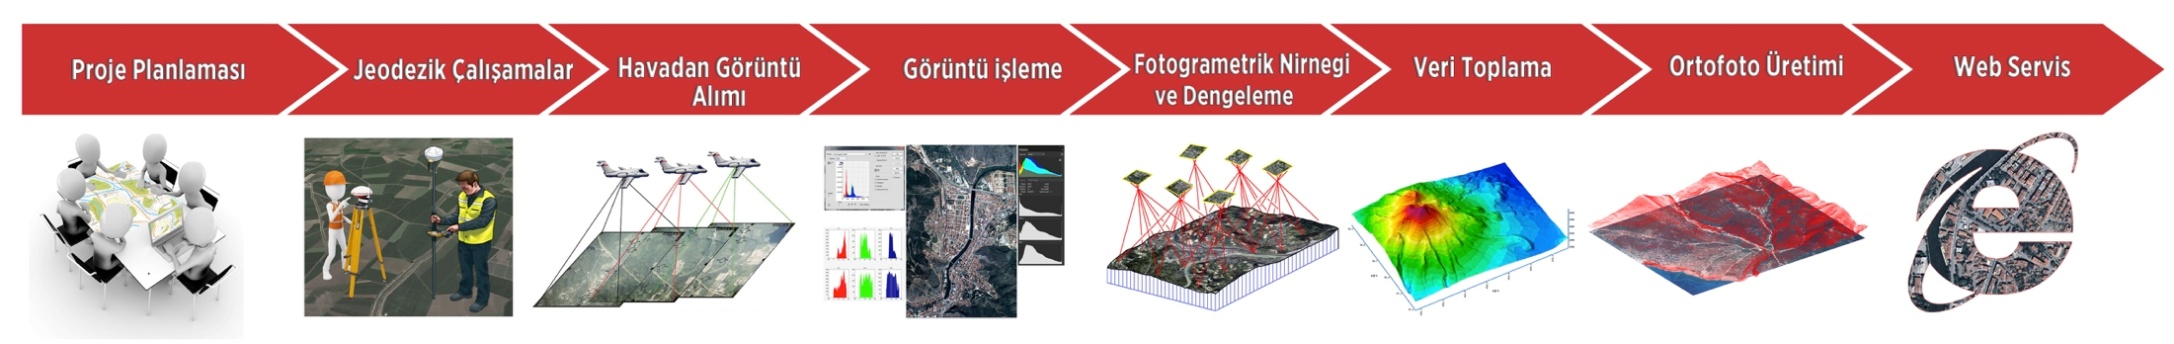 Proje Planlaması
Jeodezik Çalışamalar
Havadan Görüntü
Alımı
Görüntü işleme
Fotogrametrik Nirnegi
ve Dengeleme
Veri Toplama
Ortofoto Üretimi
Web Servis